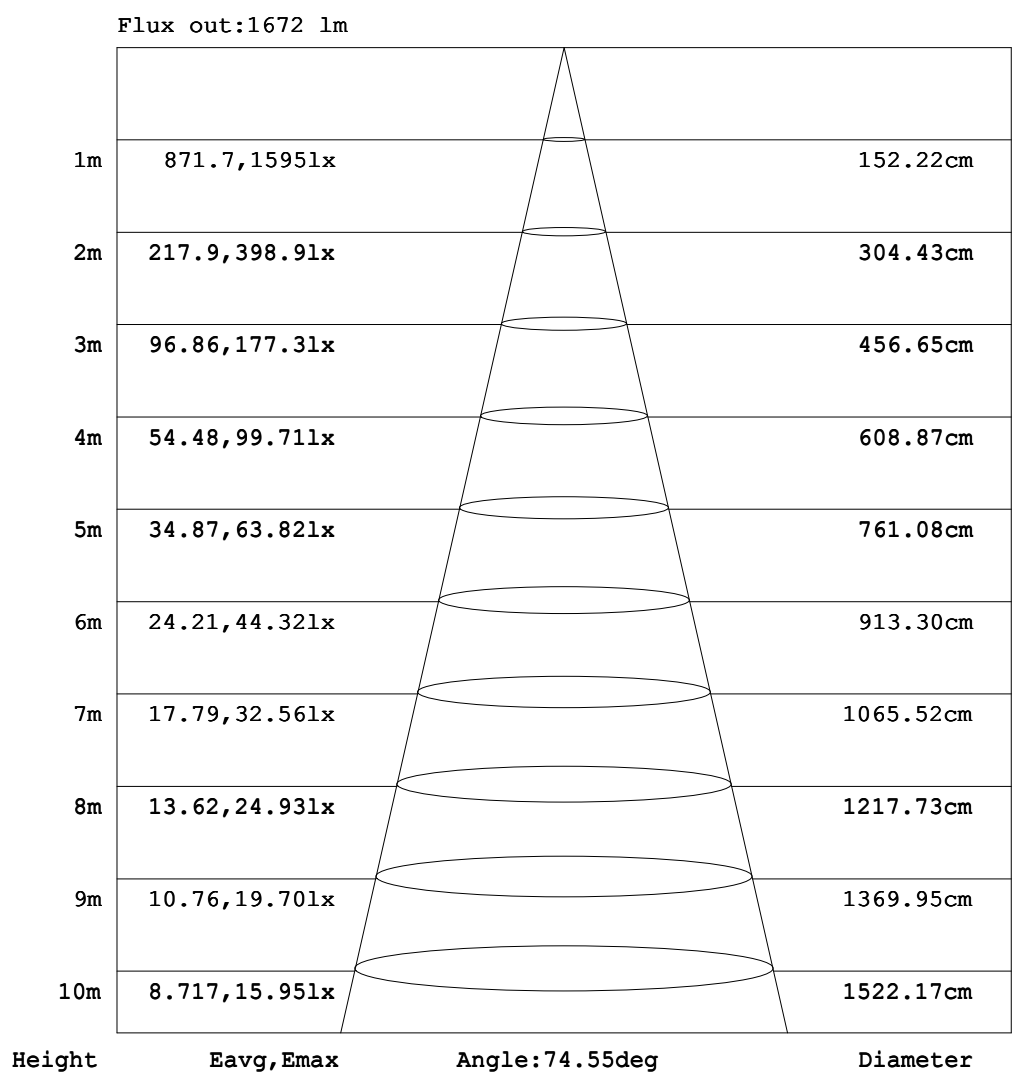 Flux out:1672 lm
1m 871.7,1595lx 152.22cm
2m 217.9,398.9lx 304.43cm
3m 96.86,177.3lx 456.65cm
4m 54.48,99.71lx 608.87cm
5m 34.87,63.82lx 761.08cm
6m 24.21,44.32lx 913.30cm
7m 17.79,32.56lx 1065.52cm
8m 13.62,24.93lx 1217.73cm
9m 10.76,19.70lx 1369.95cm
10m 8.717,15.95lx 1522.17cm
Height Eavg,Emax Angle:74.55deg Diameter